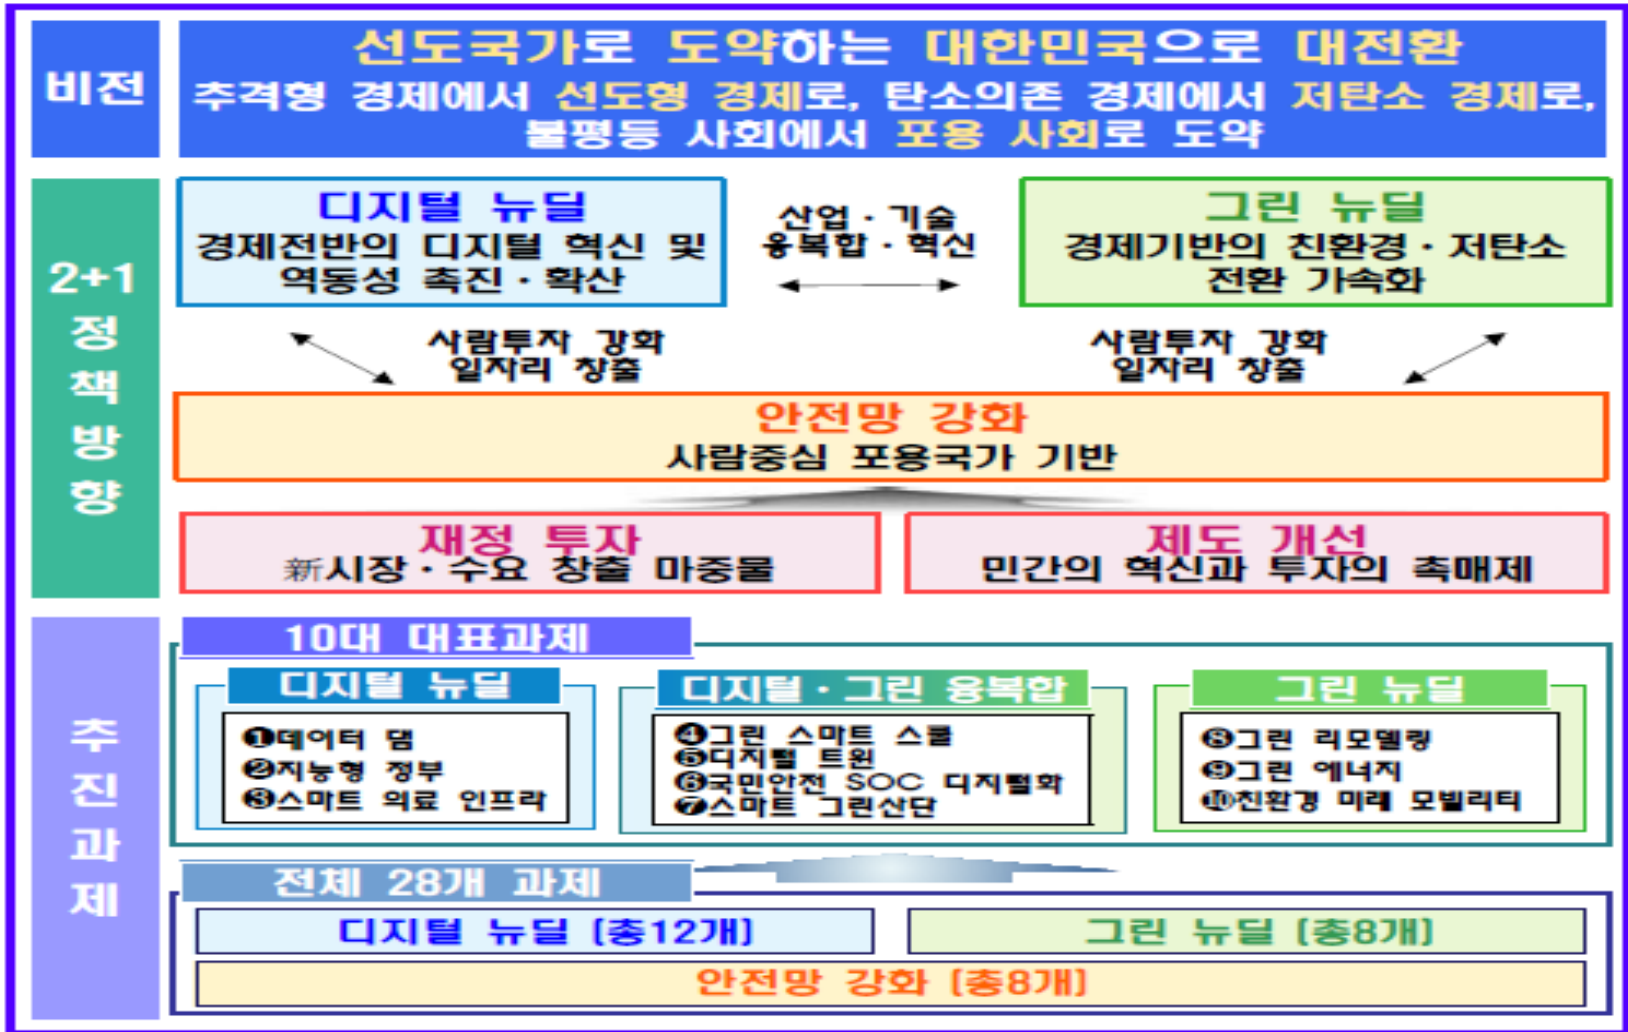 비전
선도국가로 도약하는 대한민국으로 대전환
추격형 경제에서 선도형 경제로, 탄소의존 경제에서 저탄소 경제로,
불평등 사회에서 포용 사회로 도약
2+1
정
책
방
향
디지털 뉴딜
경제전반의 디지털 혁신 및
역동성 촉진·확산
산업·기술
융복합·혁신
그린 뉴딜
경제기반의 친환경·저탄소
전환 가속화
사람투자 강화
일자리 창출
사람투자 강화
일자리 창출
안전망 강화
사람중심 포용국가 기반
재정 투자
新시장·수요 창출 마중물
제도 개선
민간의 혁신과 투자의 촉매제
추
진
과
제
10대 대표과제
디지털 뉴딜
❶데이터 댐
❷지능형 정부
❸스마트 의료 인프라
디지털·그린 융복합
❹그린 스마트 스쿨
❺디지털 트윈
❻국민안전 SOC 디지털화
❼스마트 그린산단
그린 뉴딜
❽그린 리모델링
❾그린 에너지
❿친환경 미래 모빌리티
전체 28개 과제
디지털 뉴딜 [총12개]
그린 뉴딜 [총8개]
안전망 강화 [총8개]